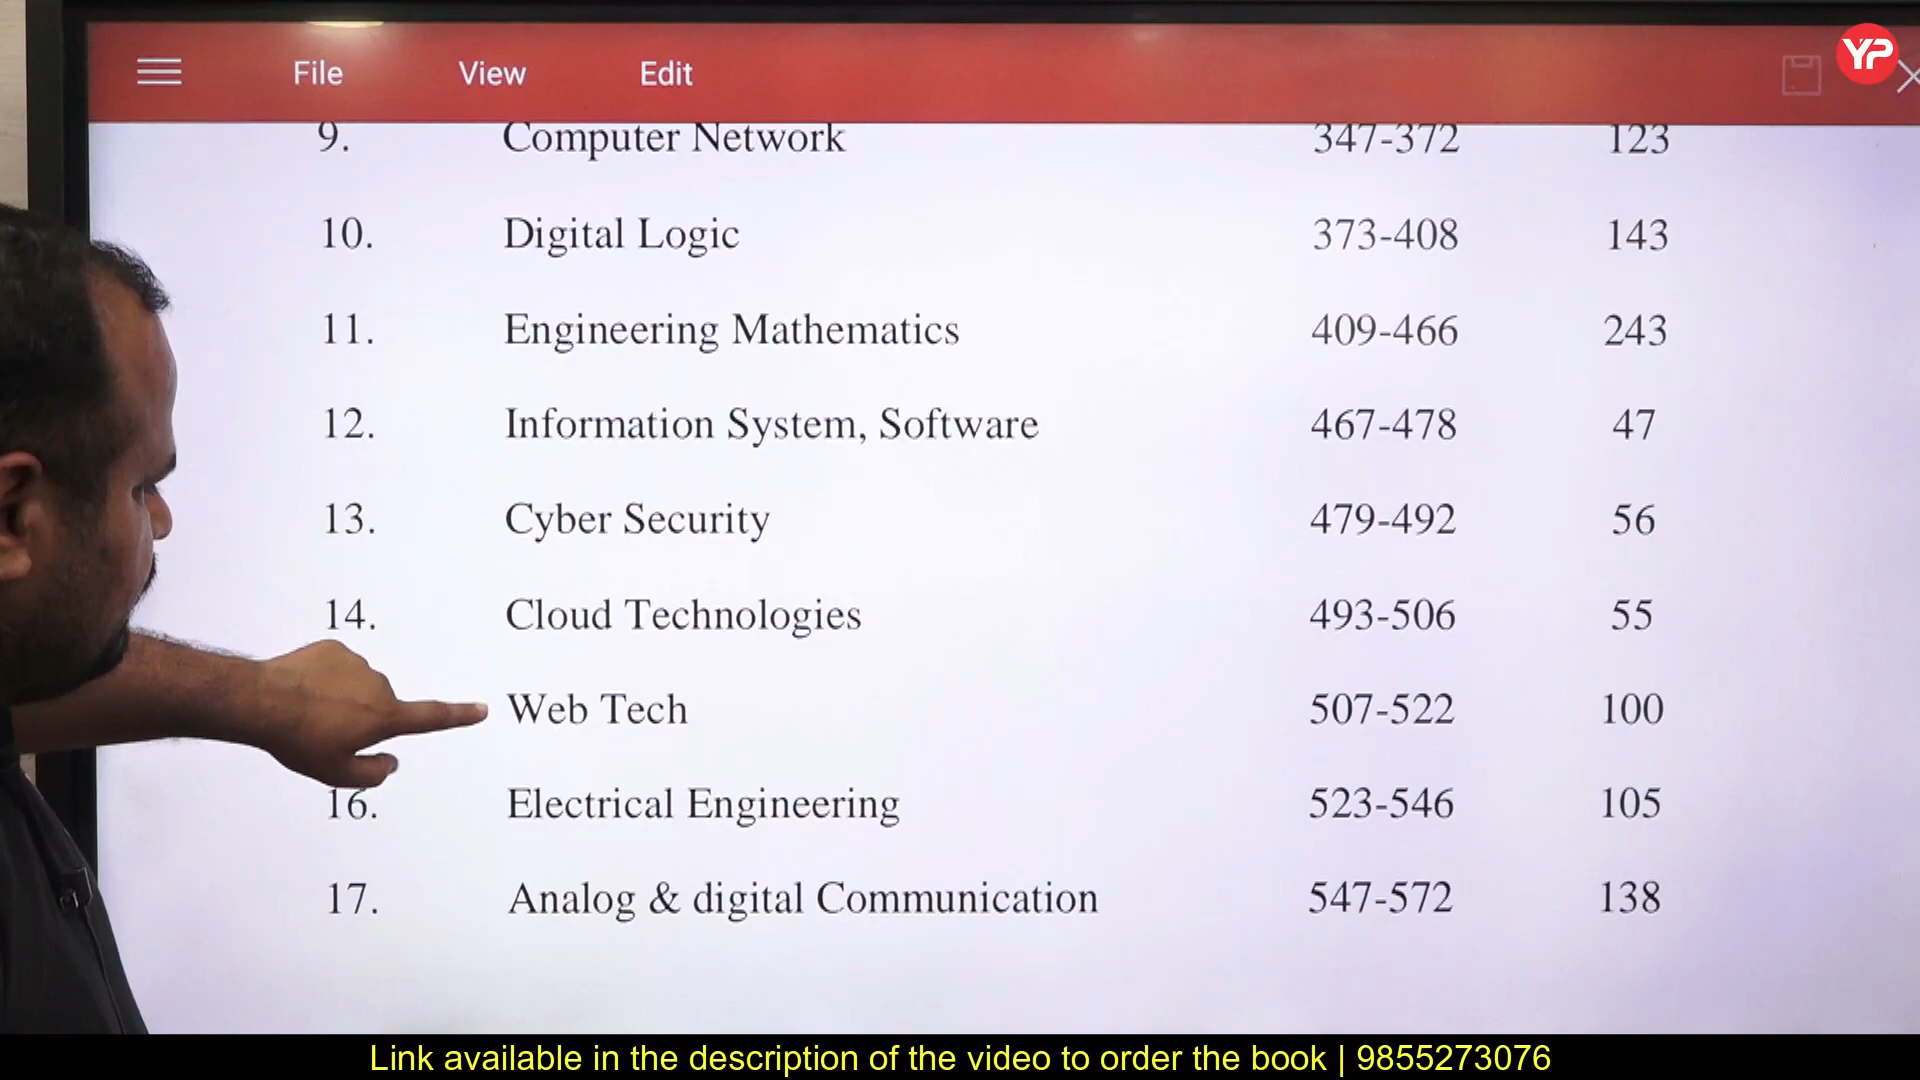 File View Edit
YP
9. Computer Network 347-372 123
10. Digital Logic 373-408 143
11. Engineering Mathematics 409-466 243
12. Information System, Software 467-478 47
13. Cyber Security 479-492 56
14. Cloud Technologies 493-506 55
Web Tech 507-522 100
16. Electrical Engineering 523-546 105
17. Analog & digital Communication 547-572 138
Link available in the description of the video to order the book | 9855273076